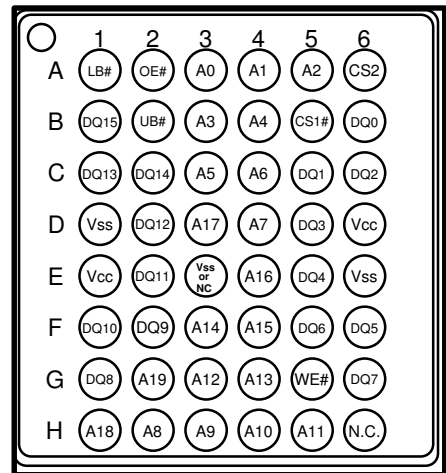 1 2 3 4 5 6
A LB# OE# A0 A1 A2 CS2
B DQ15 UB# A3 A4 CS1# DQ0
C DQ13 DQ14 A5 A6 DQ1 DQ2
D Vss DQ12 A17 A7 DQ3 Vcc
E Vcc DQ11 Vss or NC A16 DQ4 Vss
F DQ10 DQ9 A14 A15 DQ6 DQ5
G DQ8 A19 A12 A13 WE# DQ7
H A18 A8 A9 A10 A11 N.C.